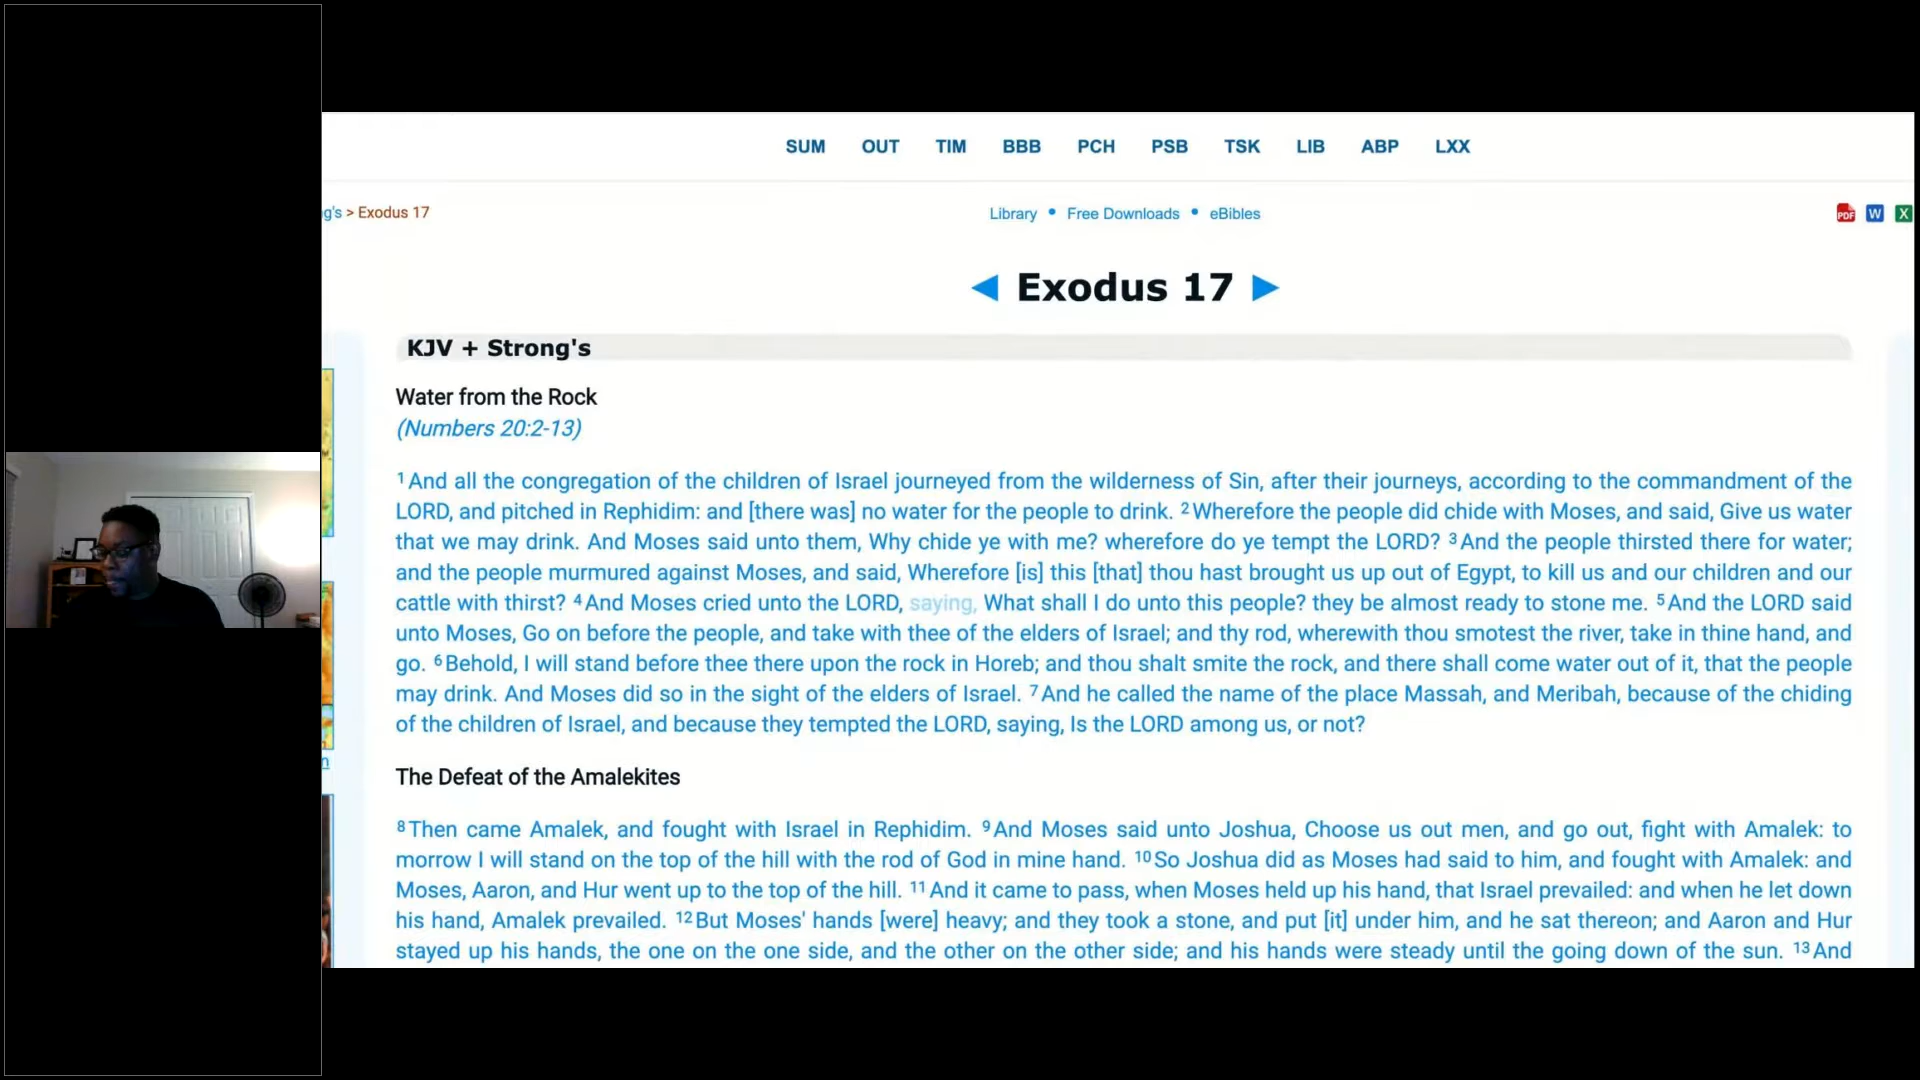 SUM OUT TIM BBB PCH PSB TSK LIB ABP LXX
g's > Exodus 17
Library • Free Downloads • eBibles
PDF W X
◀ Exodus 17 ▶
KJV + Strong's
Water from the Rock
(Numbers 20:2-13)
1 And all the congregation of the children of Israel journeyed from the wilderness of Sin, after their journeys, according to the commandment of the
LORD, and pitched in Rephidim: and [there was] no water for the people to drink. 2 Wherefore the people did chide with Moses, and said, Give us water
that we may drink. And Moses said unto them, Why chide ye with me? wherefore do ye tempt the LORD? 3 And the people thirsted there for water;
and the people murmured against Moses, and said, Wherefore [is] this [that] thou hast brought us up out of Egypt, to kill us and our children and our
cattle with thirst? 4 And Moses cried unto the LORD, saying, What shall I do unto this people? they be almost ready to stone me. 5 And the LORD said
unto Moses, Go on before the people, and take with thee of the elders of Israel; and thy rod, wherewith thou smotest the river, take in thine hand, and
go. 6 Behold, I will stand before thee there upon the rock in Horeb; and thou shalt smite the rock, and there shall come water out of it, that the people
may drink. And Moses did so in the sight of the elders of Israel. 7 And he called the name of the place Massah, and Meribah, because of the chiding
of the children of Israel, and because they tempted the LORD, saying, Is the LORD among us, or not?
n
The Defeat of the Amalekites
8 Then came Amalek, and fought with Israel in Rephidim. 9 And Moses said unto Joshua, Choose us out men, and go out, fight with Amalek: to
morrow I will stand on the top of the hill with the rod of God in mine hand. 10 So Joshua did as Moses had said to him, and fought with Amalek: and
Moses, Aaron, and Hur went up to the top of the hill. 11 And it came to pass, when Moses held up his hand, that Israel prevailed: and when he let down
his hand, Amalek prevailed. 12 But Moses' hands [were] heavy; and they took a stone, and put [it] under him, and he sat thereon; and Aaron and Hur
stayed up his hands, the one on the one side, and the other on the other side; and his hands were steady until the going down of the sun. 13 And